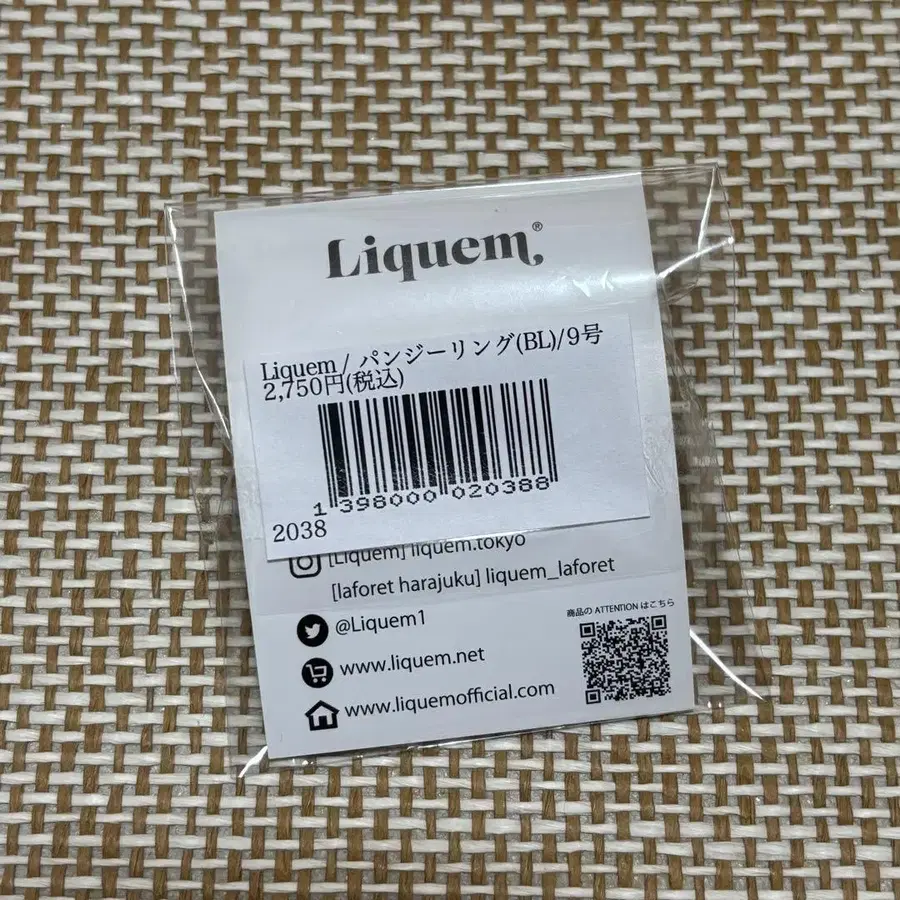 Liquem®
Liquem / パンジーリング(BL)/9号
2,750円(税込)
1 398000 020388
2038
[Liquem] liquem.tokyo
[laforet harajuku] liquem_laforet
@Liquem1
商品の ATTENTION はこちら
www.liquem.net
www.liquemofficial.com